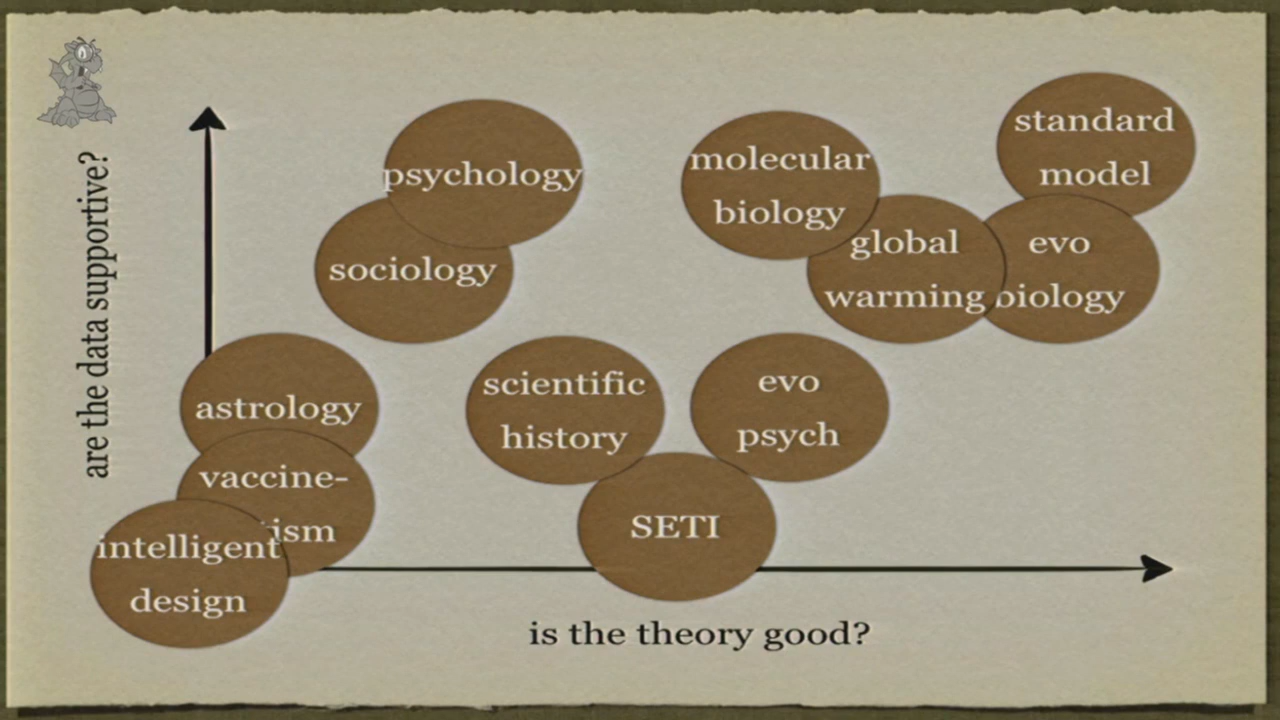 are the data supportive?
psychology
sociology
molecular
biology
standard
model
global
warming
evo
biology
astrology
vaccine-
tism
intelligent
design
scientific
history
evo
psych
SETI
is the theory good?